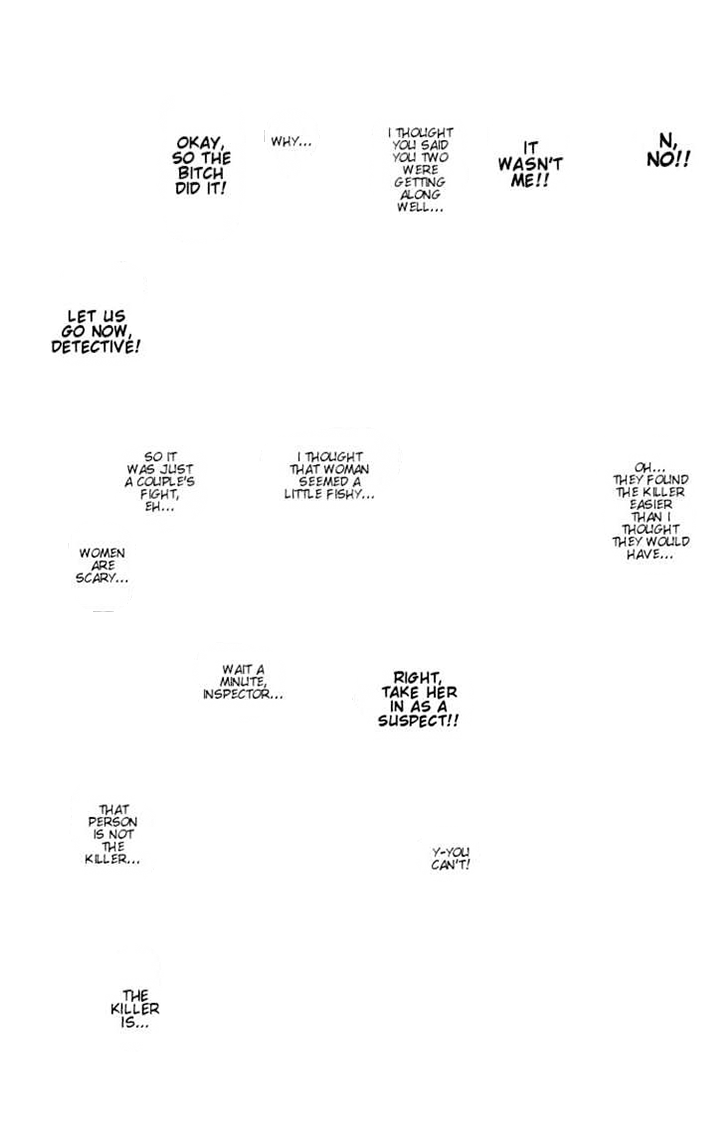 N,
NO!!
IT
WASN'T
ME!!
I THOUGHT
YOU SAID
YOU TWO
WERE
GETTING
ALONG
WELL...
WHY...
OKAY,
SO THE
BITCH
DID IT!
LET US
GO NOW,
DETECTIVE!
OH...
THEY FOUND
THE KILLER
EASIER
THAN I
THOUGHT
THEY WOULD
HAVE...
I THOUGHT
THAT WOMAN
SEEMED A
LITTLE FISHY...
SO IT
WAS JUST
A COUPLE'S
FIGHT,
EH...
WOMEN
ARE
SCARY...
RIGHT,
TAKE HER
IN AS A
SUSPECT!!
WAIT A
MINUTE,
INSPECTOR...
Y-YOU
CAN'T!
THAT
PERSON
IS NOT
THE
KILLER...
THE
KILLER
IS...